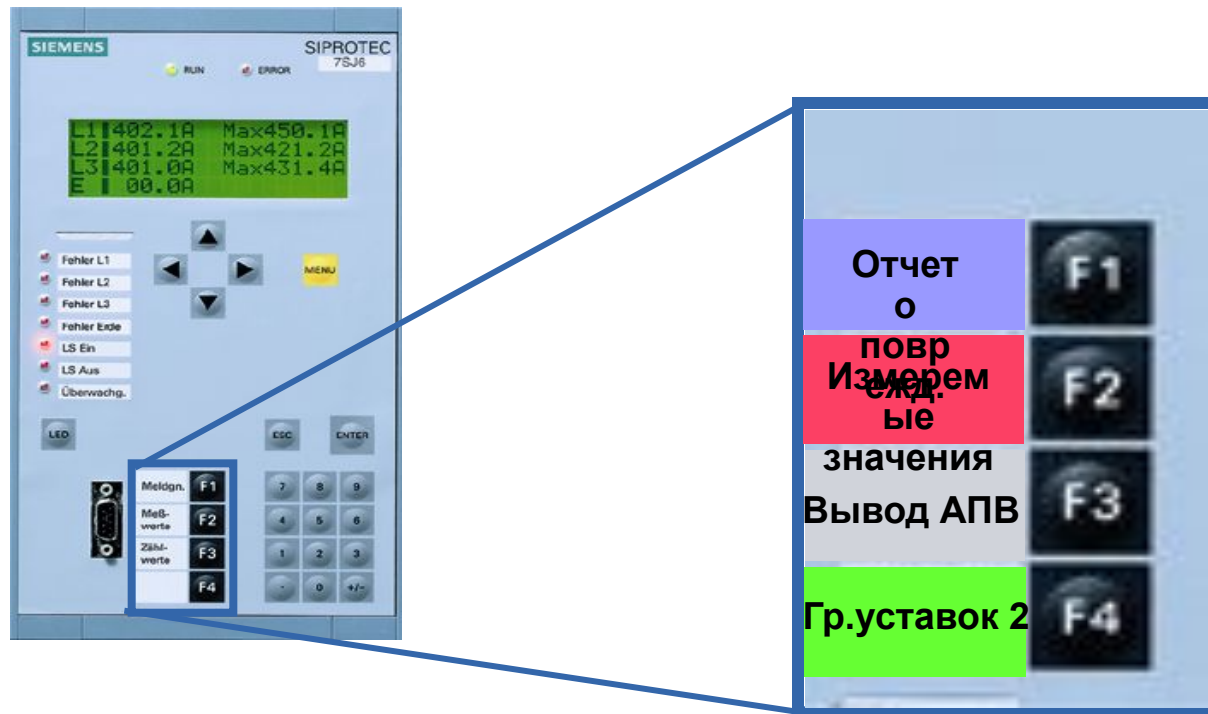 SIEMENS
SIPROTEC
7SJ6
RUN
ERROR
L1 402.1A Max450.1A
L2 401.2A Max421.2A
L3 401.0A Max431.4A
E 00.0A
Fehler L1
Fehler L2
Fehler L3
Fehler Erde
LS Ein
LS Aus
Überwachg.
MENU
LED
ESC
ENTER
Meldgn. F1
Meß-
werte F2
Zähl-
werte F3
F4
7 8 9
4 5 6
1 2 3
. 0 +/-
Отчет
о
повр
ежд.
F1
Измерем
ые
значения
F2
Вывод АПВ
F3
Гр.уставок 2
F4